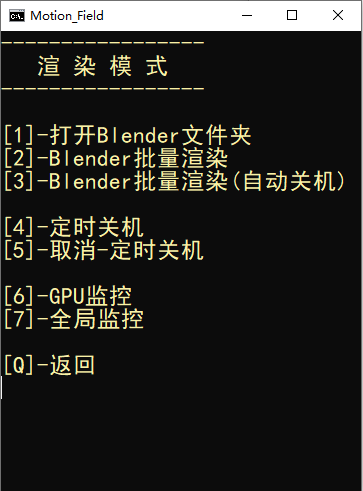 Motion_Field
-----------------
渲 染 模 式
-----------------
[1]-打开Blender文件夹
[2]-Blender批量渲染
[3]-Blender批量渲染(自动关机)
[4]-定时关机
[5]-取消-定时关机
[6]-GPU监控
[7]-全局监控
[Q]-返回